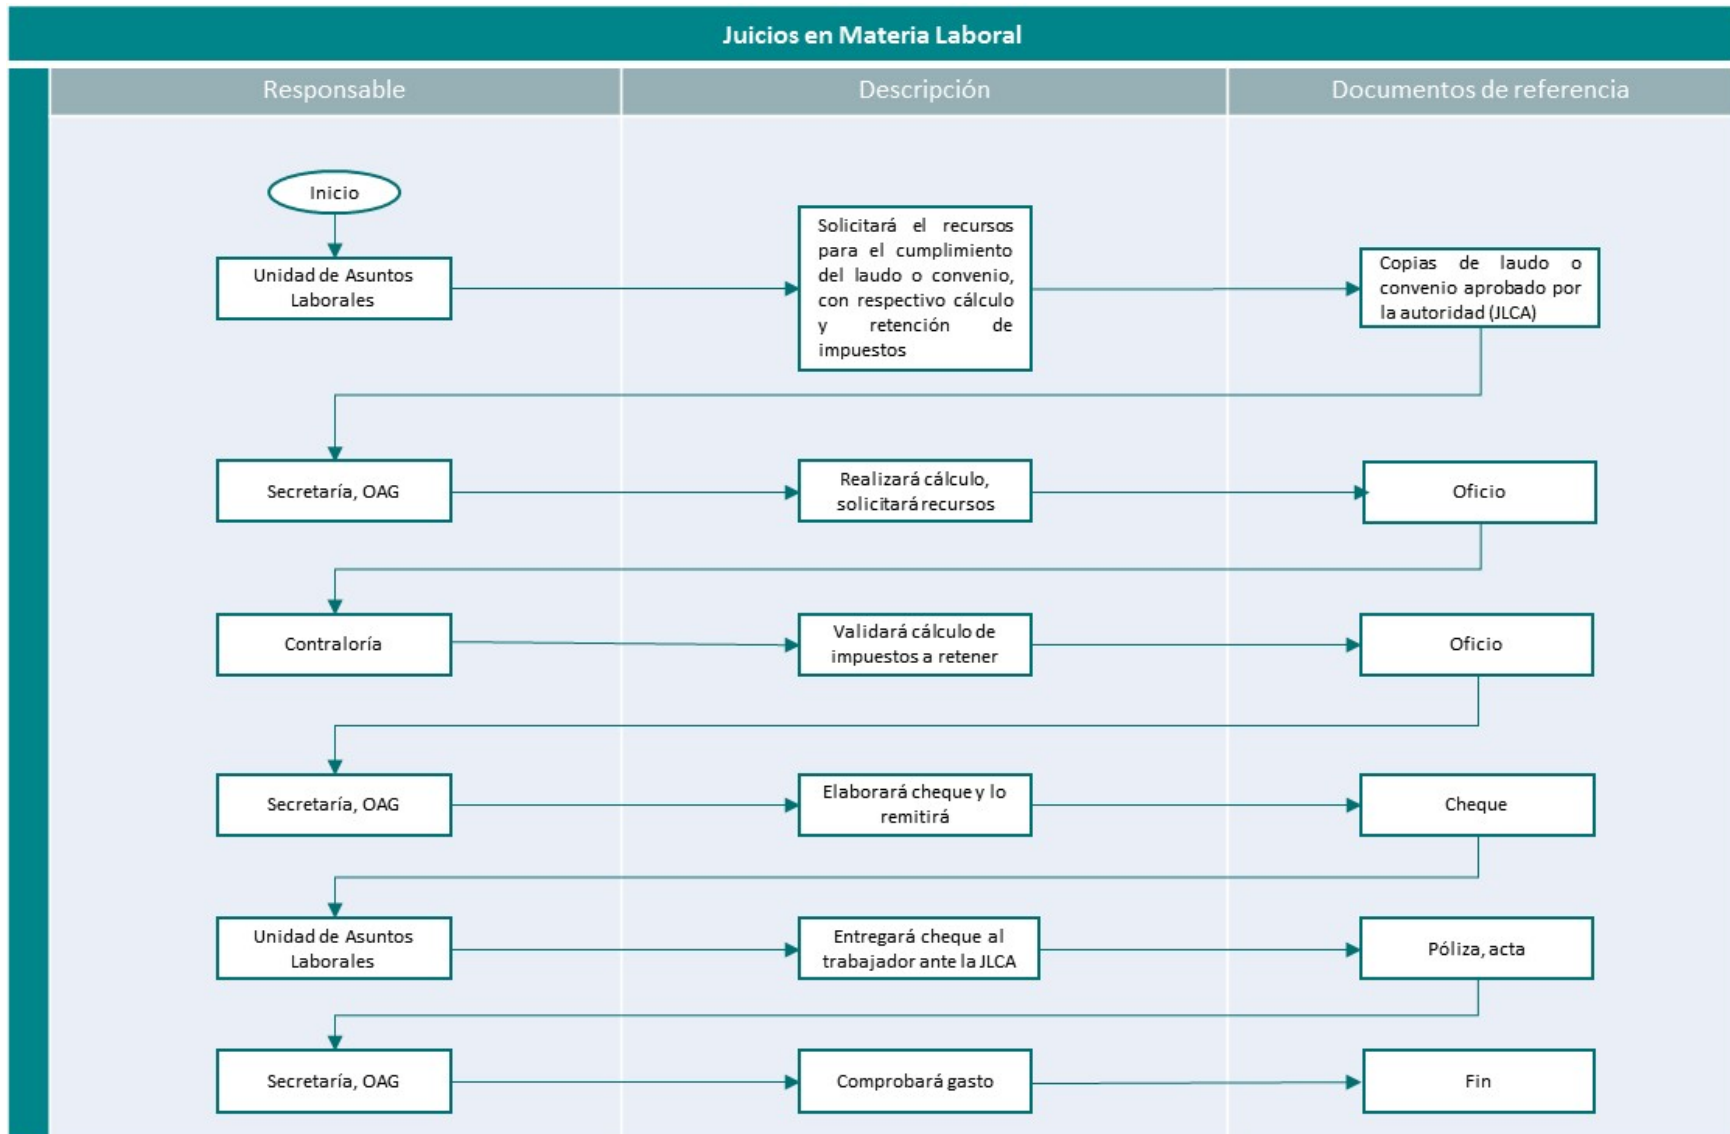 Juicios en Materia Laboral
Responsable
Descripción
Documentos de referencia
Inicio
Unidad de Asuntos
Laborales
Solicitará el recursos
para el cumplimiento
del laudo o convenio,
con respectivo cálculo
y retención de
impuestos
Copias de laudo o
convenio aprobado por
la autoridad (JLCA)
Secretaría, OAG
Realizará cálculo,
solicitará recursos
Oficio
Contraloría
Validará cálculo de
impuestos a retener
Oficio
Secretaría, OAG
Elaborará cheque y lo
remitirá
Cheque
Unidad de Asuntos
Laborales
Entregará cheque al
trabajador ante la JLCA
Póliza, acta
Secretaría, OAG
Comprobará gasto
Fin